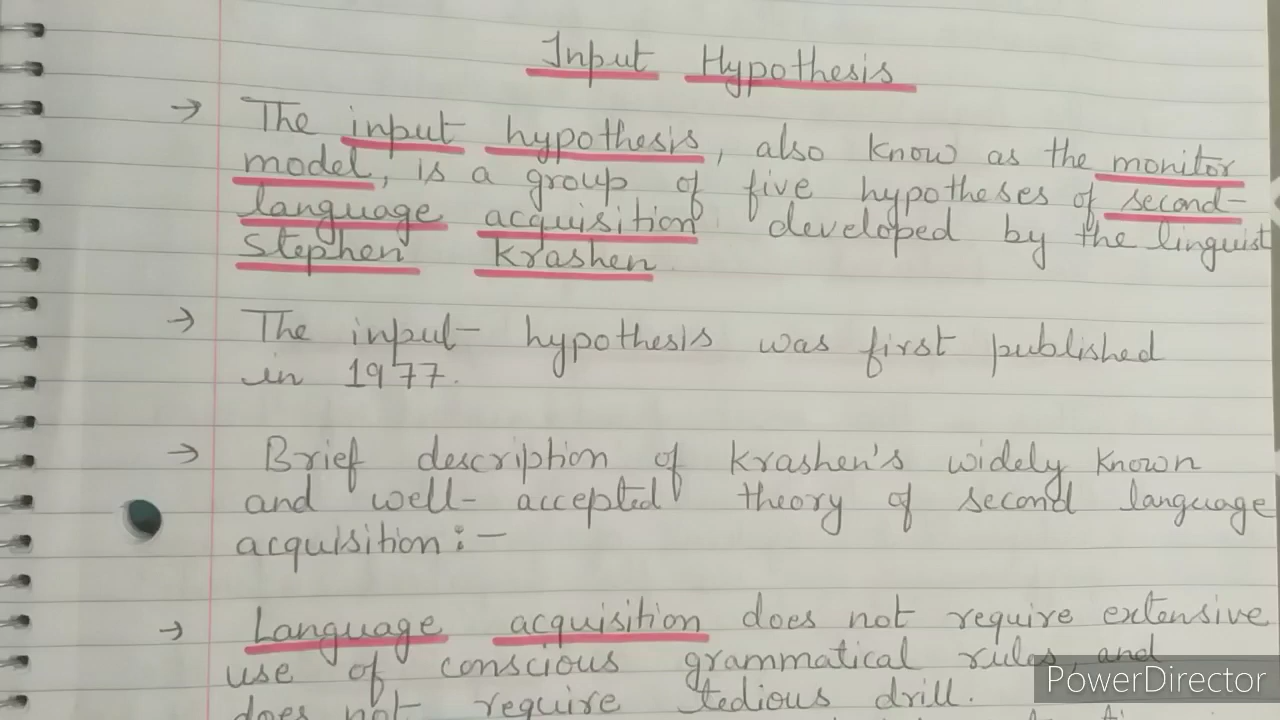 Input Hypothesis
→ The input hypothesis, also know as the monitor
model, is a group of five hypotheses of second-
language acquisition developed by the linguist
Stephen Krashen
→ The input- hypothesis was first published
in 1977.
→ Brief description of Krashen's widely known
and well- accepted theory of second language
acquisition :-
→ Language acquisition does not require extensive
use of conscious grammatical rules, and
does not require tedious drill.
PowerDirector